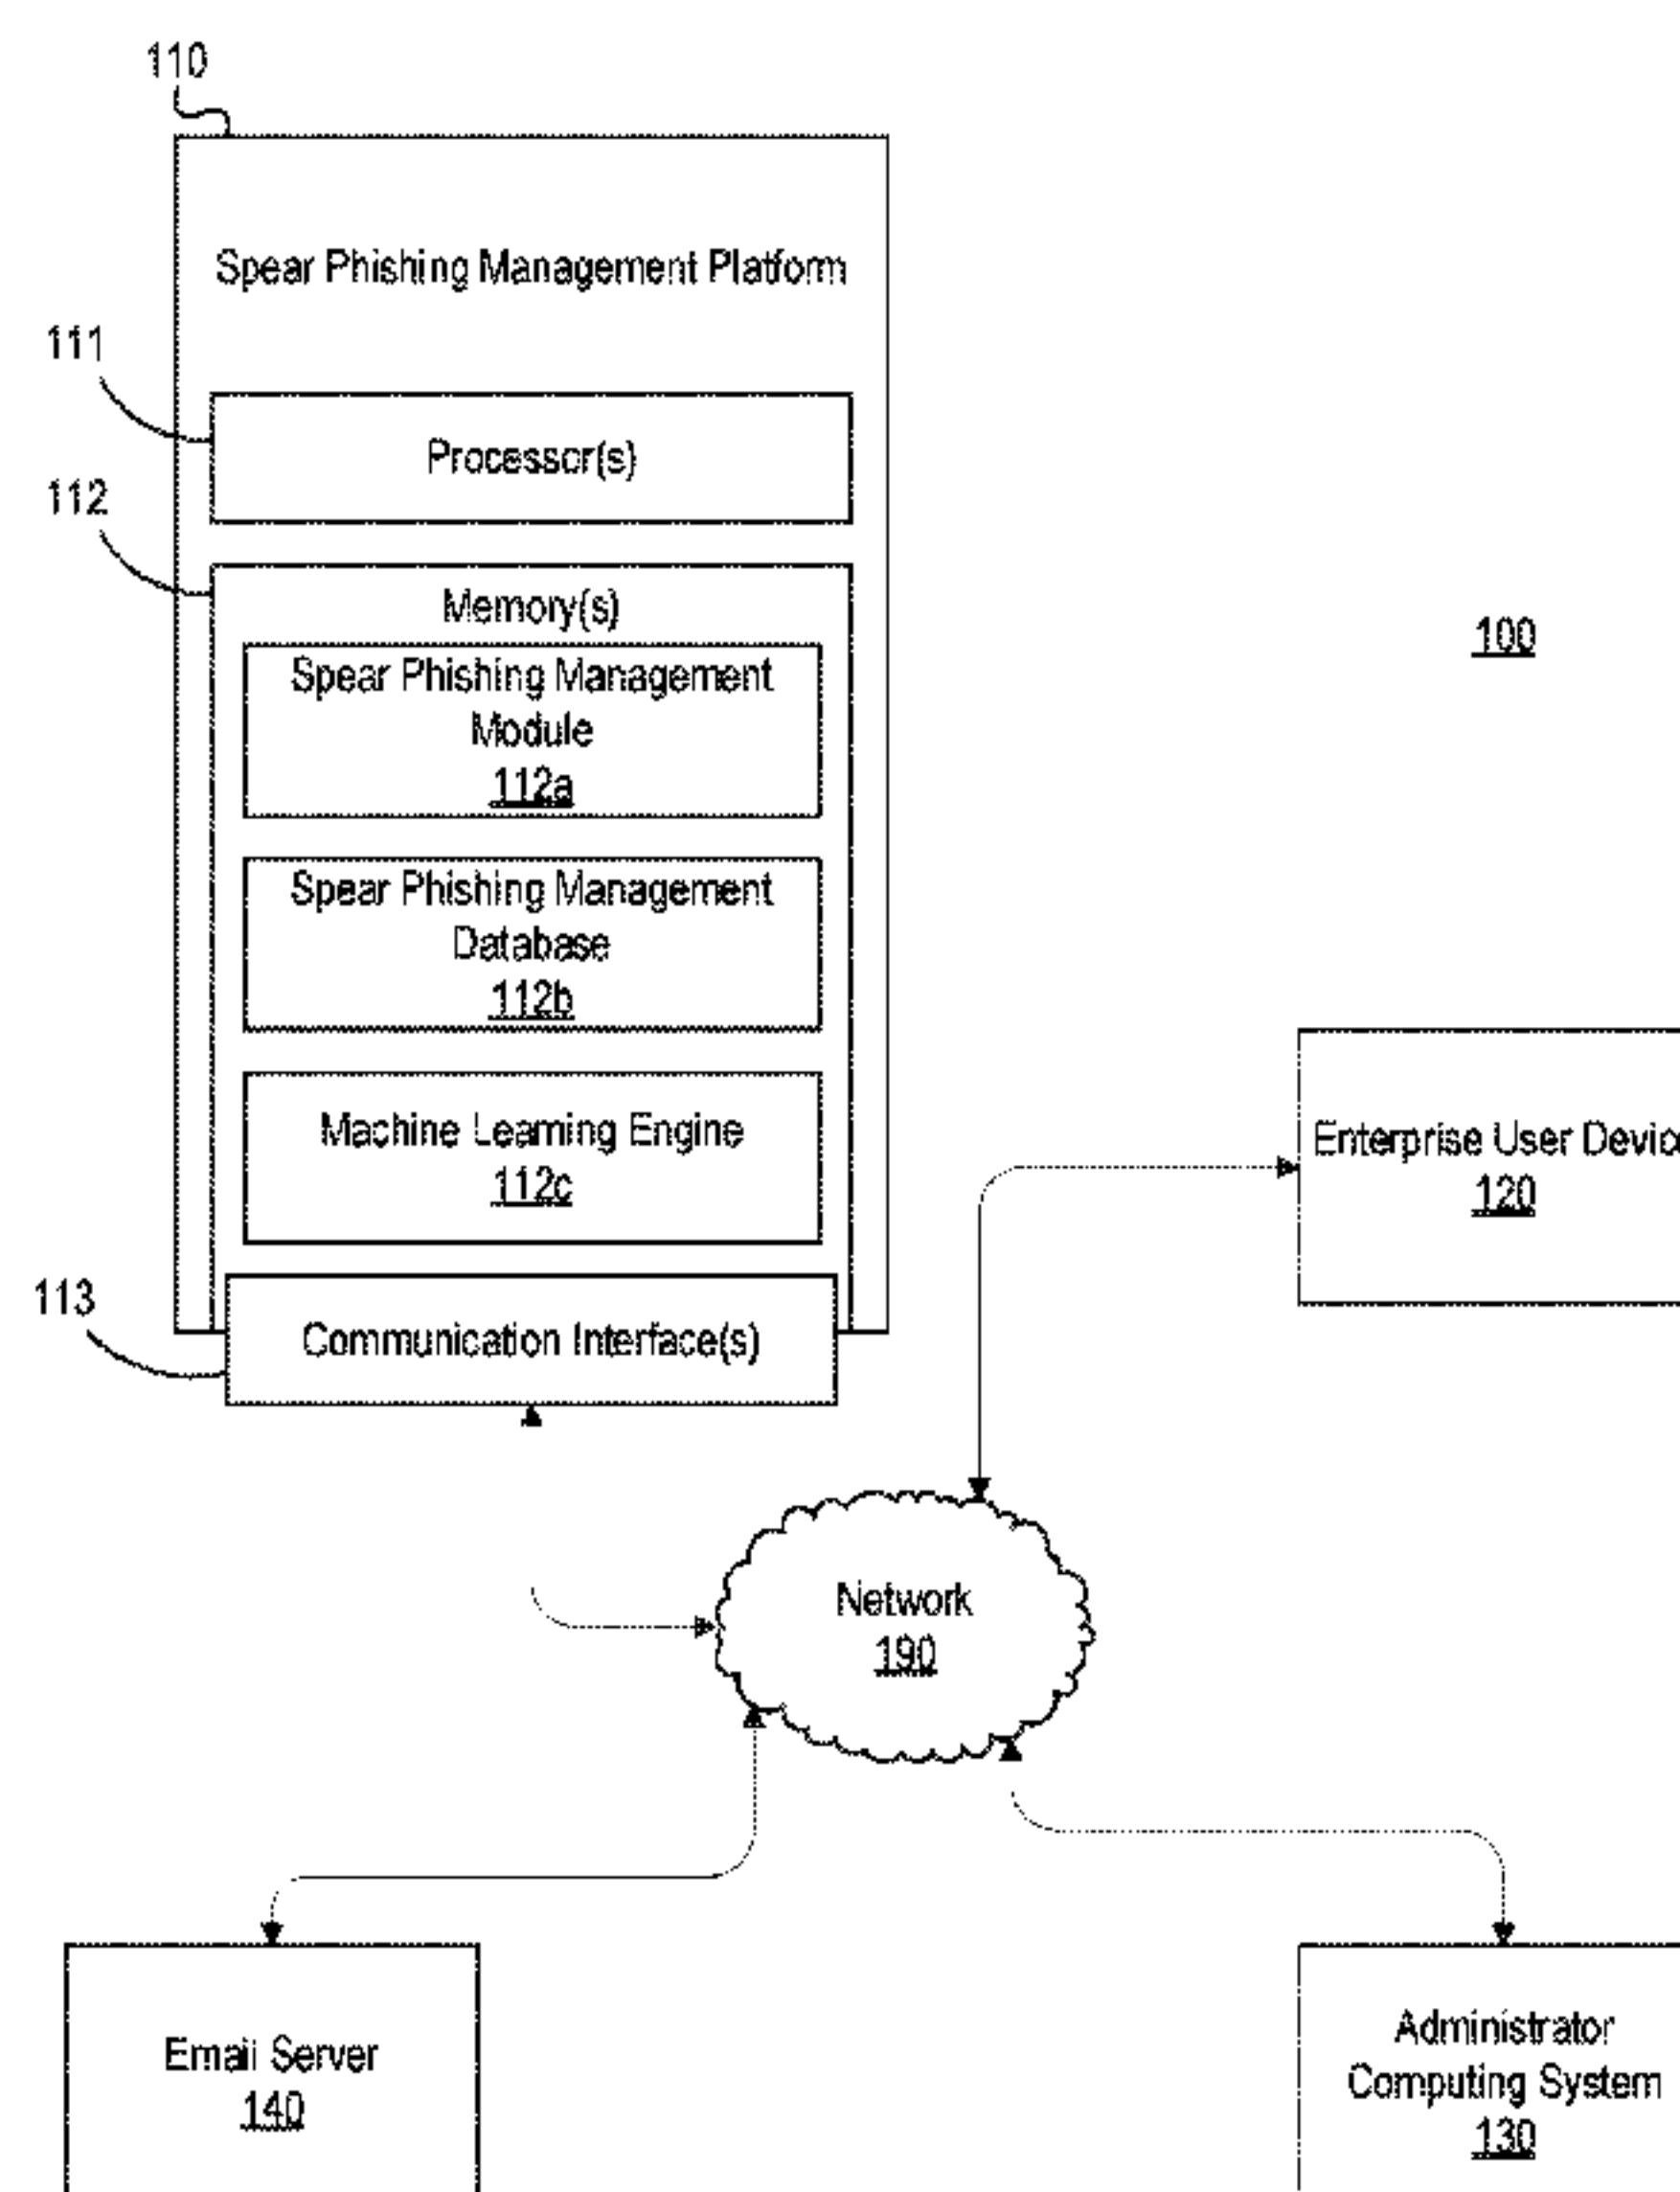 110
Spear Phishing Management Platform
111
Processor(s)
112
Memory(s)
Spear Phishing Management
Module
112a
100
Spear Phishing Management
Database
112b
Machine Learning Engine
112c
Enterprise User Devic
120
113
Communication Interface(s)
Network
190
Email Server
140
Administrator
Computing System
130